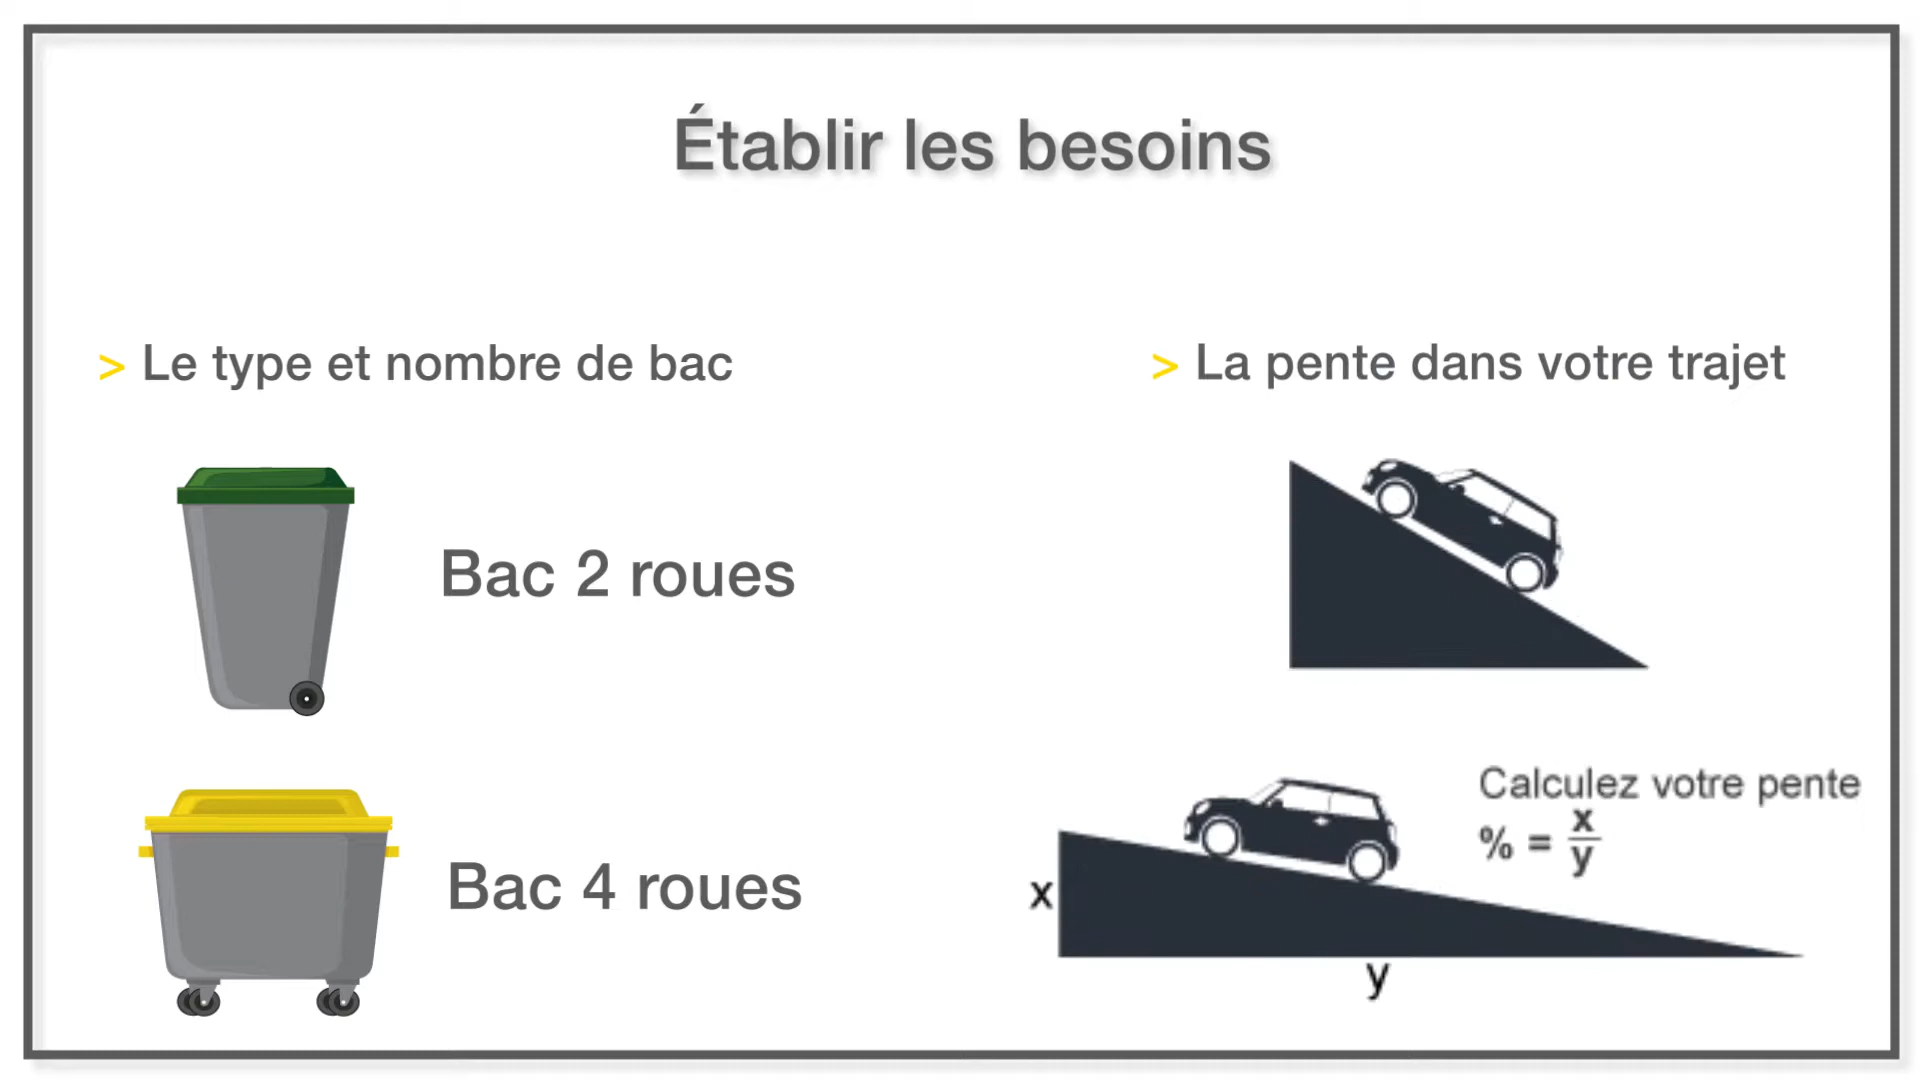 Établir les besoins
> Le type et nombre de bac
Bac 2 roues
Bac 4 roues
> La pente dans votre trajet
Calculez votre pente
% = x/y
x
y